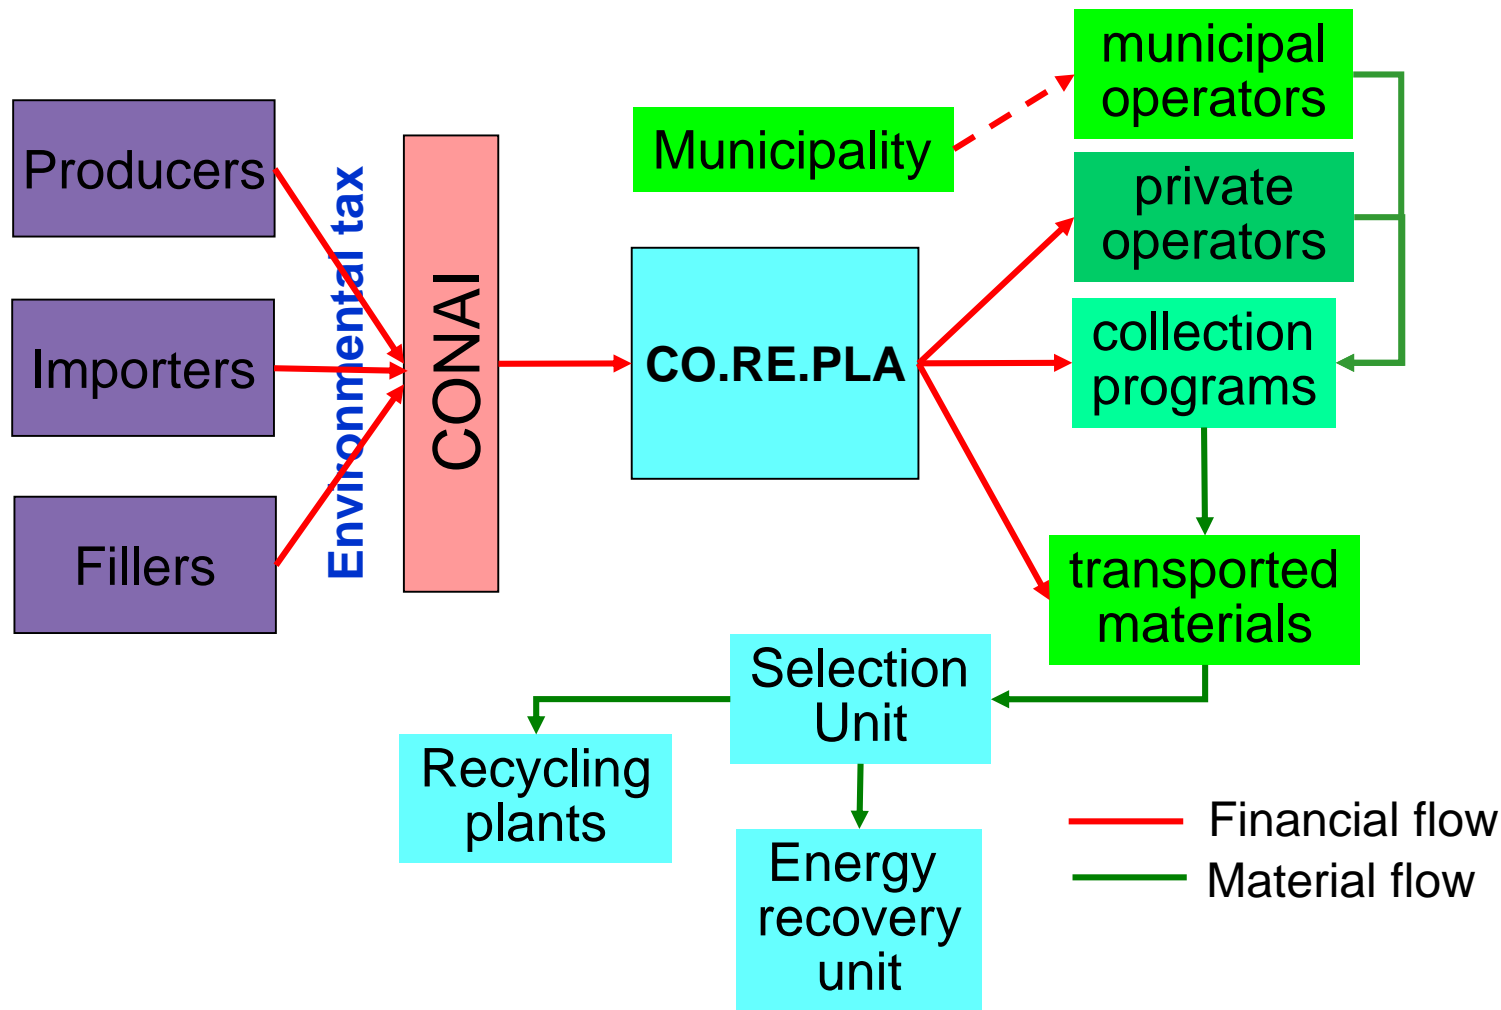 Producers
Importers
Fillers
Environmental tax
CONAI
Municipality
CO.RE.PLA
municipal
operators
private
operators
collection
programs
transported
materials
Selection
Unit
Recycling
plants
Energy
recovery
unit
Financial flow
Material flow